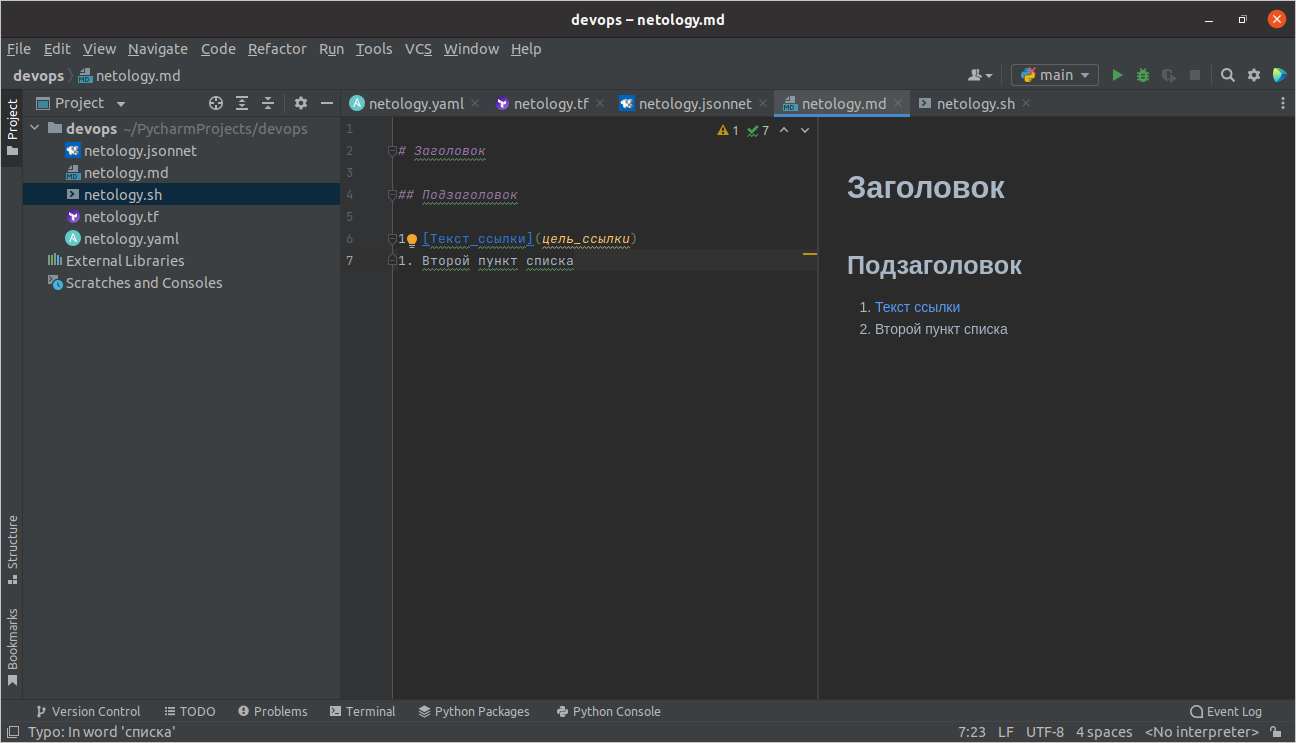 devops – netology.md
File Edit View Navigate Code Refactor Run Tools VCS Window Help
devops netology.md
main
Project
Project
netology.yaml netology.tf netology.jsonnet netology.md netology.sh
devops ~/PycharmProjects/devops
netology.jsonnet
netology.md
netology.sh
netology.tf
netology.yaml
External Libraries
Scratches and Consoles
1
2 # Заголовок
3
4 ## Подзаголовок
5
6 1 [Текст ссылки](цель_ссылки)
7 1. Второй пункт списка
1 7
Заголовок
Подзаголовок
1. Текст ссылки
2. Второй пункт списка
Structure
Bookmarks
Version Control TODO Problems Terminal Python Packages Python Console Event Log
Typo: In word 'списка' 7:23 LF UTF-8 4 spaces <No interpreter>